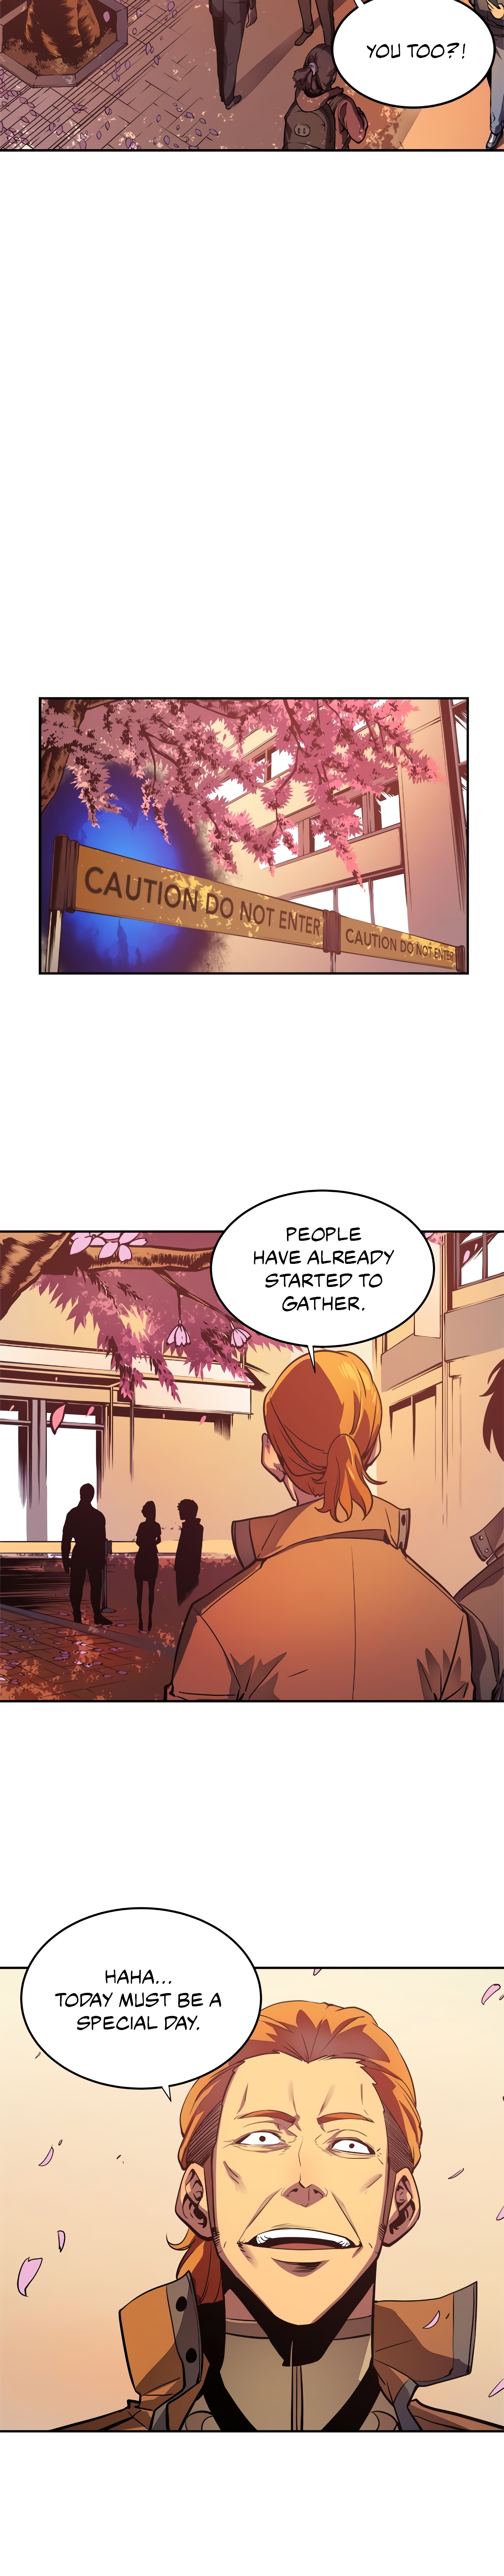 YOU TOO?!
CAUTION DO NOT ENTER
CAUTION DO NOT ENTER
PEOPLE
HAVE ALREADY
STARTED TO
GATHER.
HAHA...
TODAY MUST BE A
SPECIAL DAY.